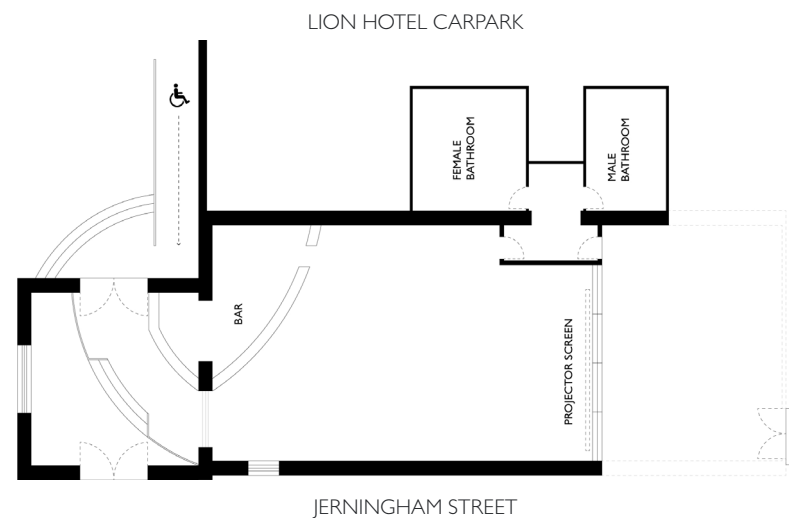 LION HOTEL CARPARK
FEMALE
BATHROOM
MALE
BATHROOM
BAR
PROJECTOR SCREEN
JERNINGHAM STREET